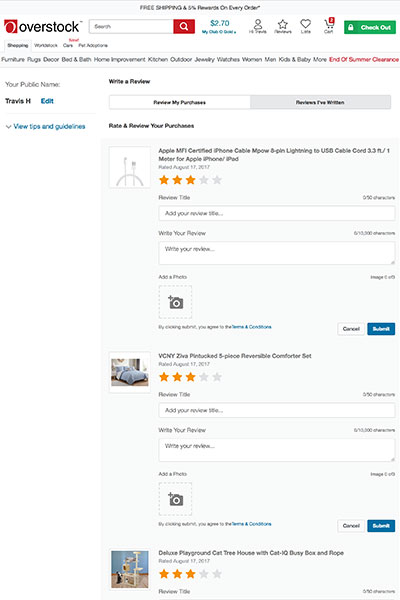 FREE SHIPPING & 5% Rewards On Every Order*
overstock™
Search
$2.70
My Club O Gold
Hi Travis
Reviews
Lists
2
Cart
Check Out
Shopping Worldstock Cars New! Pet Adoptions
Furniture Rugs Decor Bed & Bath Home Improvement Kitchen Outdoor Jewelry Watches Women Men Kids & Baby More End Of Summer Clearance
Your Public Name:
Travis H Edit
View tips and guidelines
Write a Review
Review My Purchases
Reviews I've Written
Rate & Review Your Purchases
Apple MFI Certified iPhone Cable Mpow 8-pin Lightning to USB Cable Cord 3.3 ft./ 1
Meter for Apple iPhone/ iPad
Rated August 17, 2017
Review Title 0/50 characters
Add your review title...
Write Your Review 0/10,000 characters
Write your review...
Add a Photo Image 0/3
By clicking submit, you agree to the Terms & Conditions
Cancel
Submit
VCNY Ziva Pintucked 5-piece Reversible Comforter Set
Rated August 17, 2017
Review Title 0/50 characters
Add your review title...
Write Your Review 0/10,000 characters
Write your review...
Add a Photo Image 0/3
By clicking submit, you agree to the Terms & Conditions
Cancel
Submit
Deluxe Playground Cat Tree House with Cat-IQ Busy Box and Rope
Rated August 17, 2017